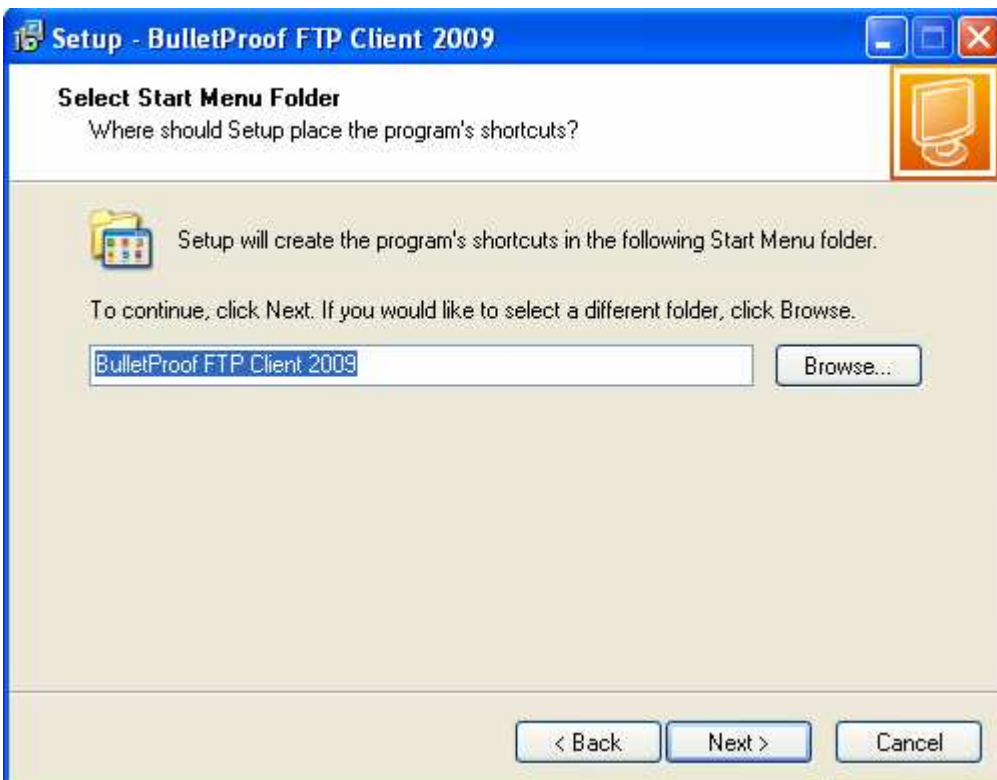 Setup - BulletProof FTP Client 2009
Select Start Menu Folder
Where should Setup place the program's shortcuts?
Setup will create the program's shortcuts in the following Start Menu folder.
To continue, click Next. If you would like to select a different folder, click Browse.
BulletProof FTP Client 2009
Browse...
< Back
Next >
Cancel